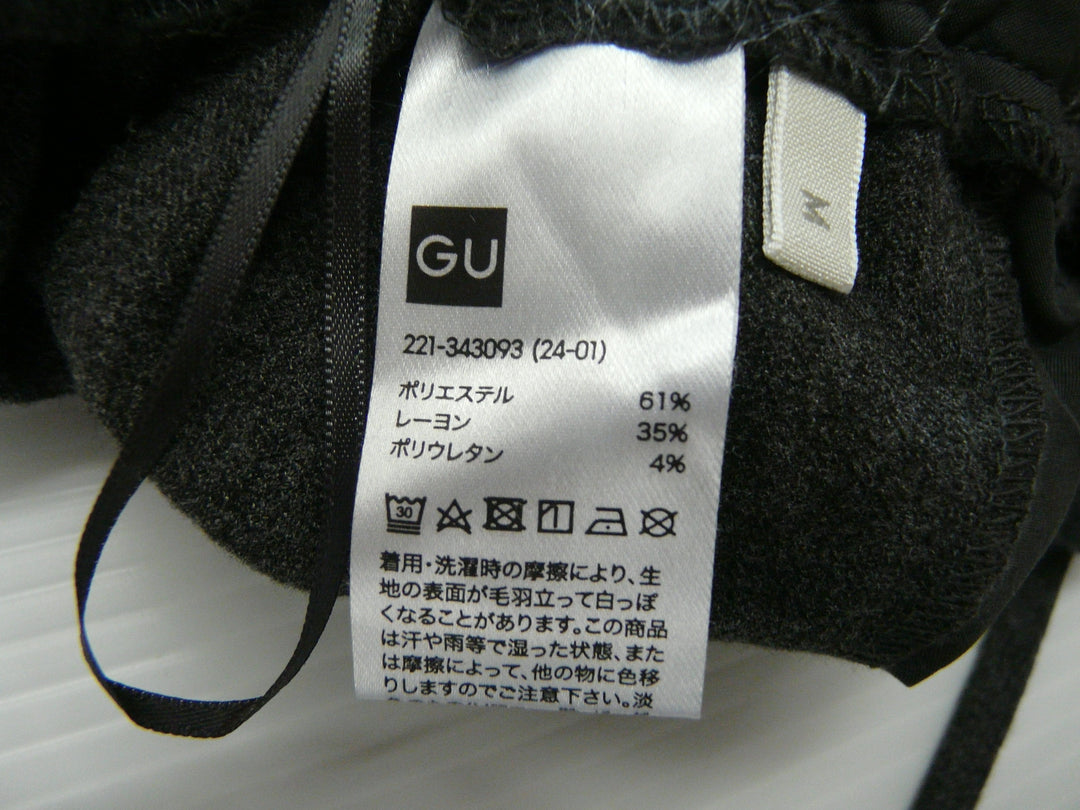 GU
M
221-343093 (24-01)
ポリエステル 61%
レーヨン 35%
ポリウレタン 4%
30
着用・洗濯時の摩擦により、生
地の表面が毛羽立って白っぽ
くなることがあります。この商品
は汗や雨等で湿った状態、また
は摩擦によって、他の物に色移
りしますのでご注意下さい。淡